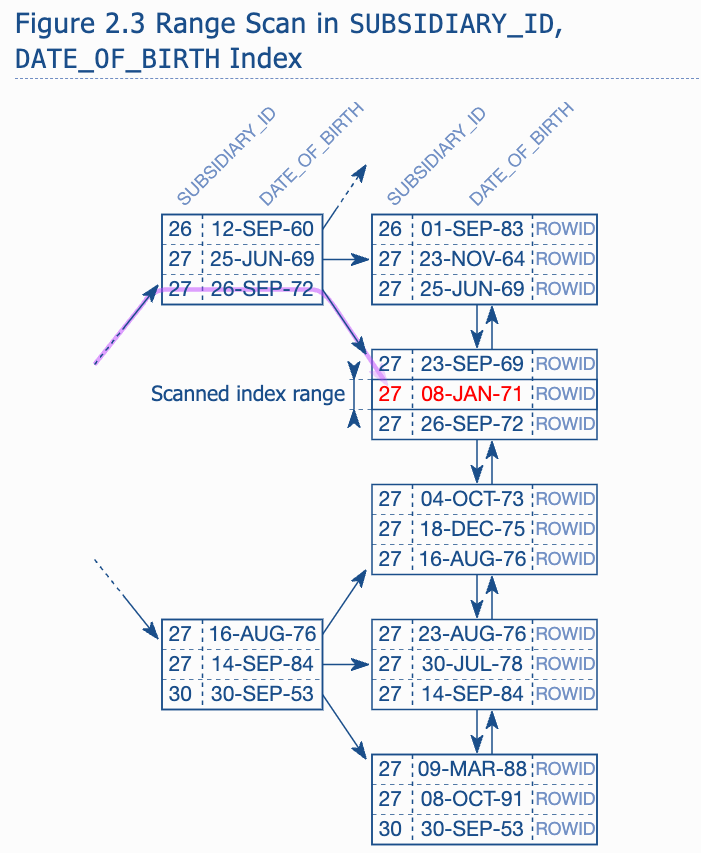 Figure 2.3 Range Scan in SUBSIDIARY_ID,
DATE_OF_BIRTH Index
SUBSIDIARY_ID DATE_OF_BIRTH SUBSIDIARY_ID DATE_OF_BIRTH
26 12-SEP-60
27 25-JUN-69
27 26-SEP-72
26 01-SEP-83 ROWID
27 23-NOV-64 ROWID
27 25-JUN-69 ROWID
27 23-SEP-69 ROWID
Scanned index range
27 08-JAN-71 ROWID
27 26-SEP-72 ROWID
27 04-OCT-73 ROWID
27 18-DEC-75 ROWID
27 16-AUG-76 ROWID
27 16-AUG-76
27 14-SEP-84
30 30-SEP-53
27 23-AUG-76 ROWID
27 30-JUL-78 ROWID
27 14-SEP-84 ROWID
27 09-MAR-88 ROWID
27 08-OCT-91 ROWID
30 30-SEP-53 ROWID